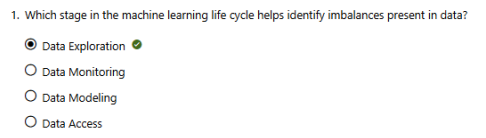 1. Which stage in the machine learning life cycle helps identify imbalances present in data?
Data Exploration
Data Monitoring
Data Modeling
Data Access